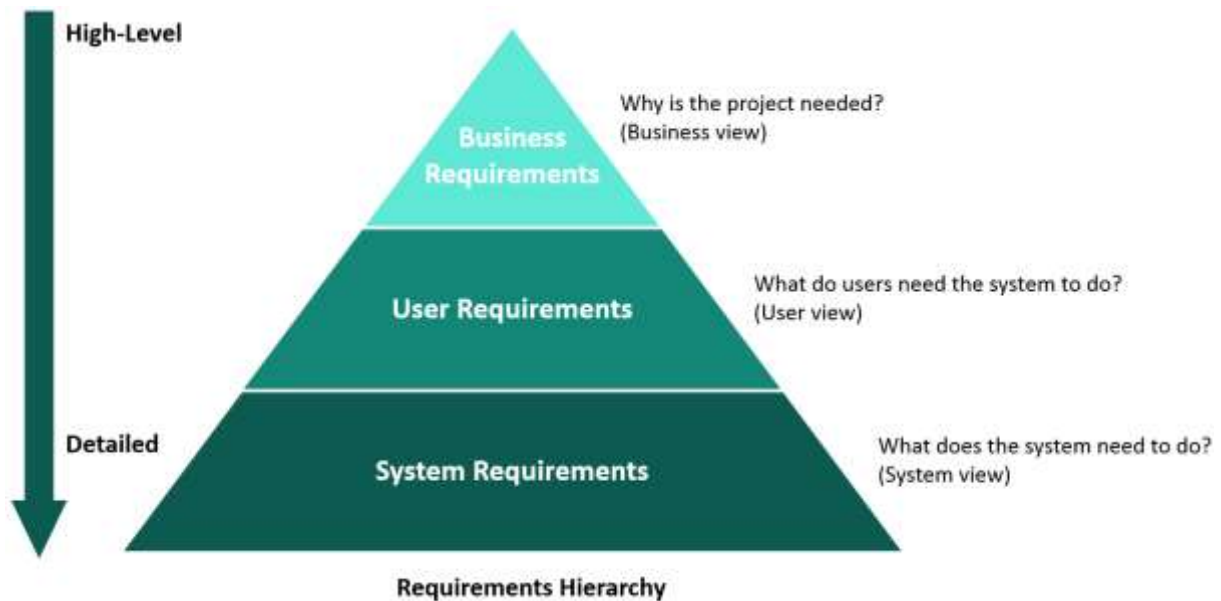 High-Level
Why is the project needed?
(Business view)
Business
Requirements
What do users need the system to do?
(User view)
User Requirements
Detailed
What does the system need to do?
(System view)
System Requirements
Requirements Hierarchy